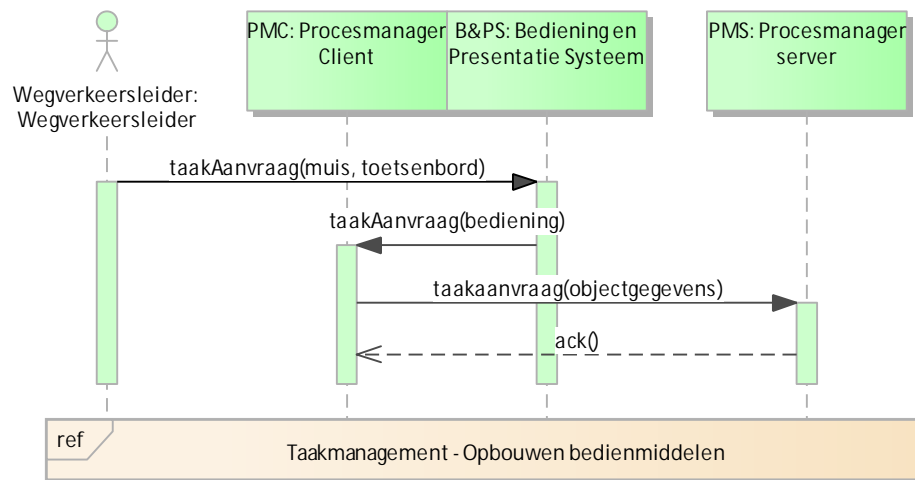 PMC: Procesmanager
Client
B&PS: Bediening en
Presentatie Systeem
PMS: Procesmanager
server
Wegverkeersleider:
Wegverkeersleider
taakAanvraag(muis, toetsenbord)
taakAanvraag(bediening)
taakaanvraag(objectgegevens)
ack()
ref
Taakmanagement - Opbouwen bedienmiddelen